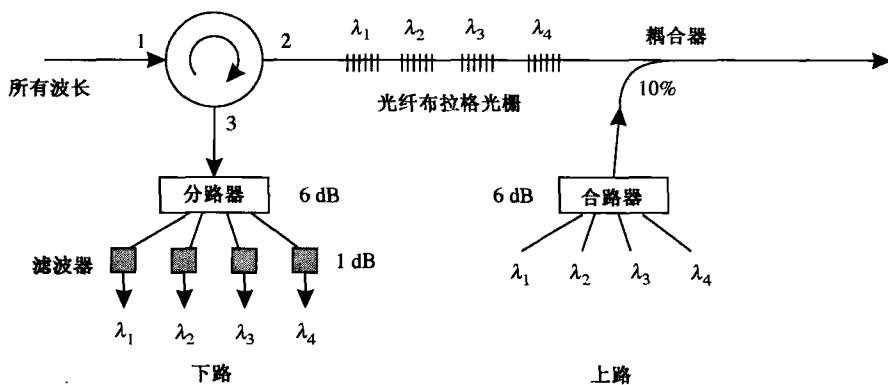 λ1 λ2 λ3 λ4
1 2 耦合器
所有波长
光纤布拉格光栅 10%
3
分路器 6 dB 6 dB 合路器
滤波器 1 dB
λ1 λ2 λ3 λ4
λ1 λ2 λ3 λ4
下路 上路